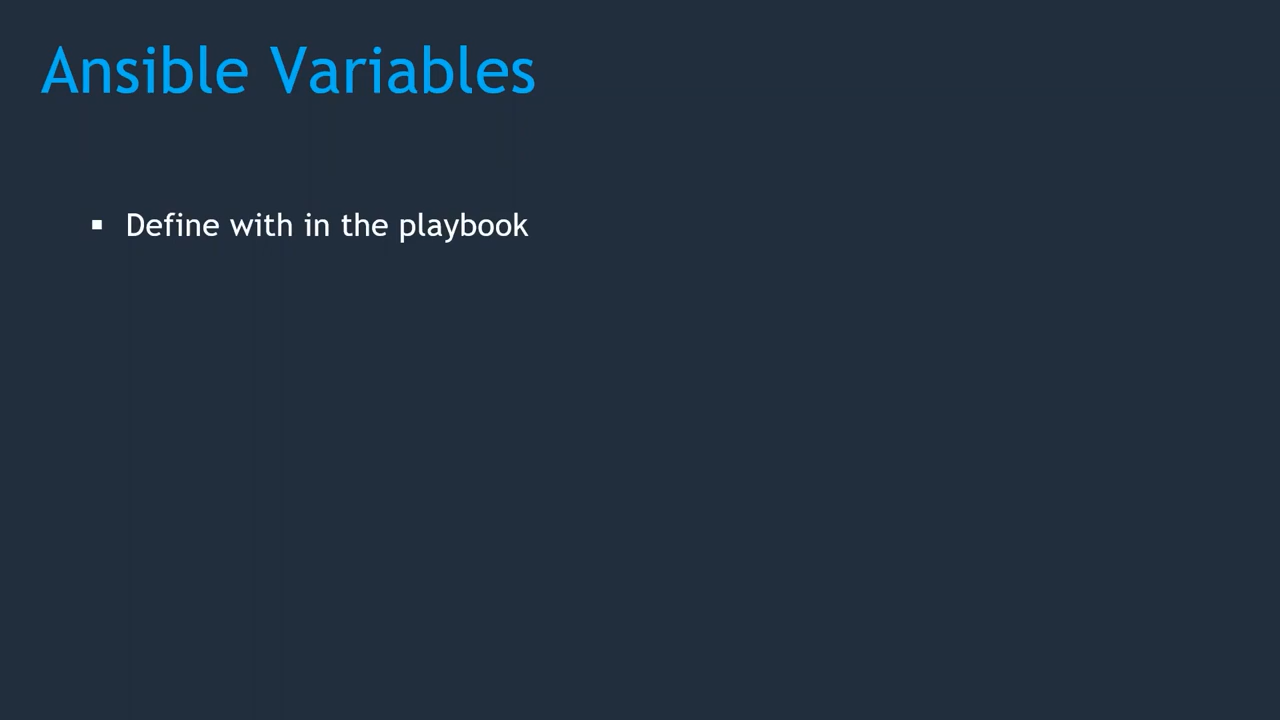 Ansible Variables
▪ Define with in the playbook